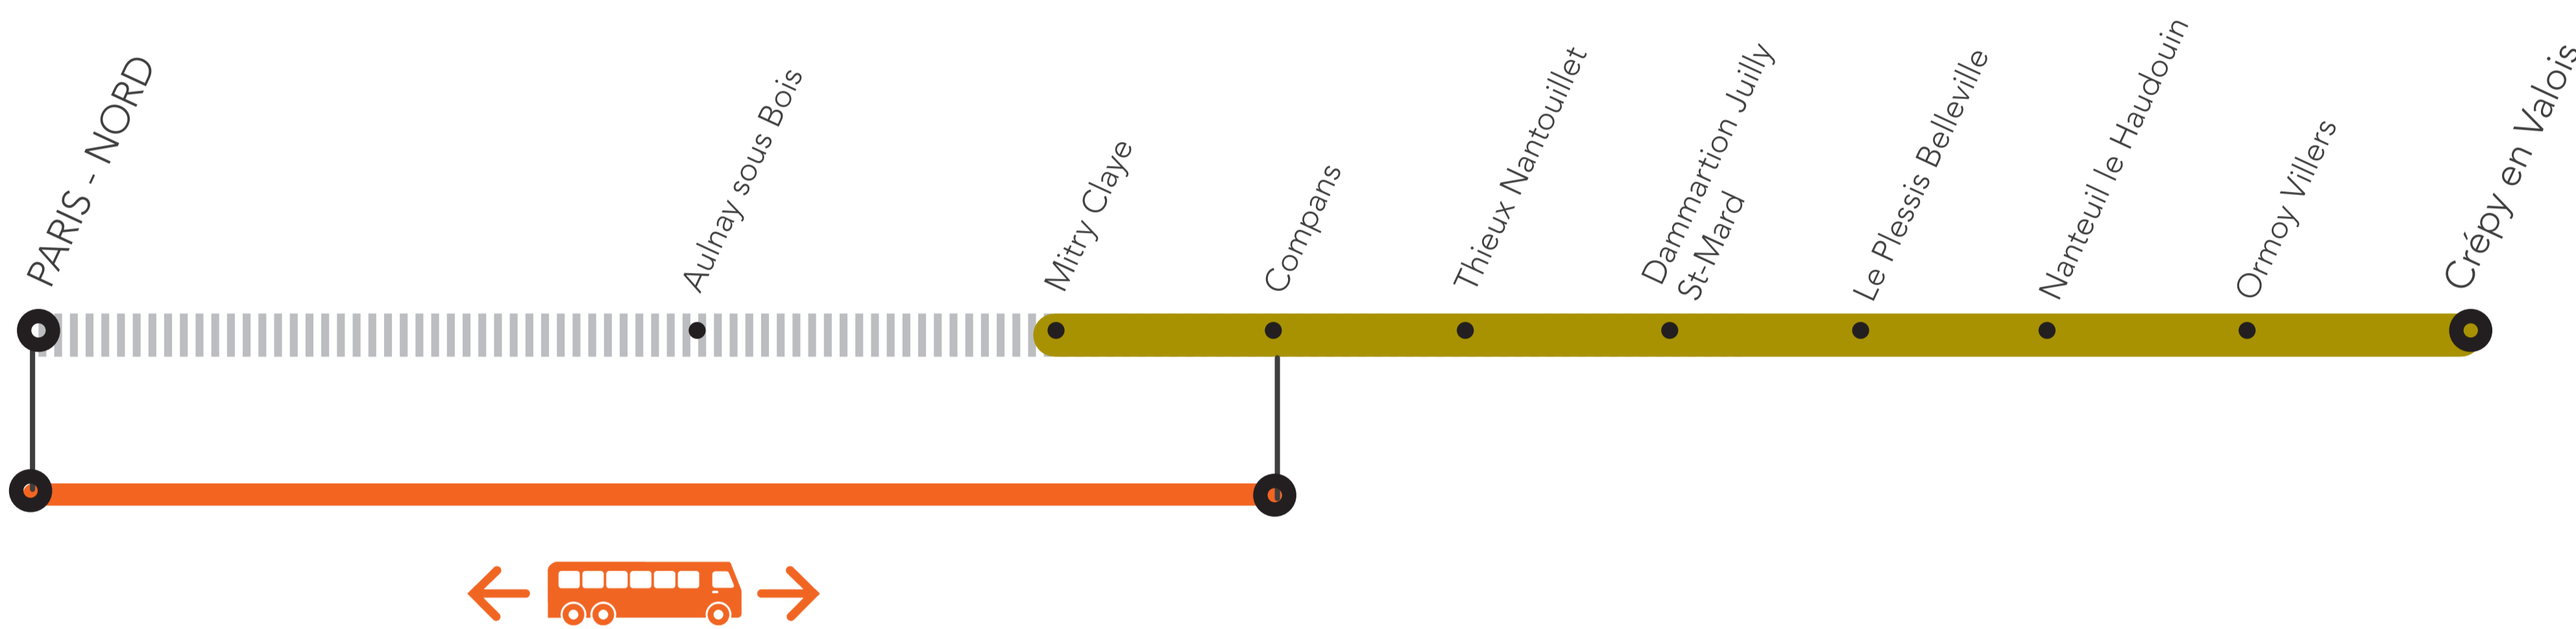 PARIS - NORD
Aulnay sous Bois
Mitry Claye
Compans
Thieux Nantouillet
Dammartion Juilly
St-Mard
Le Plessis Belleville
Nanteuil le Haudouin
Ormoy Villers
Crépy en Valois